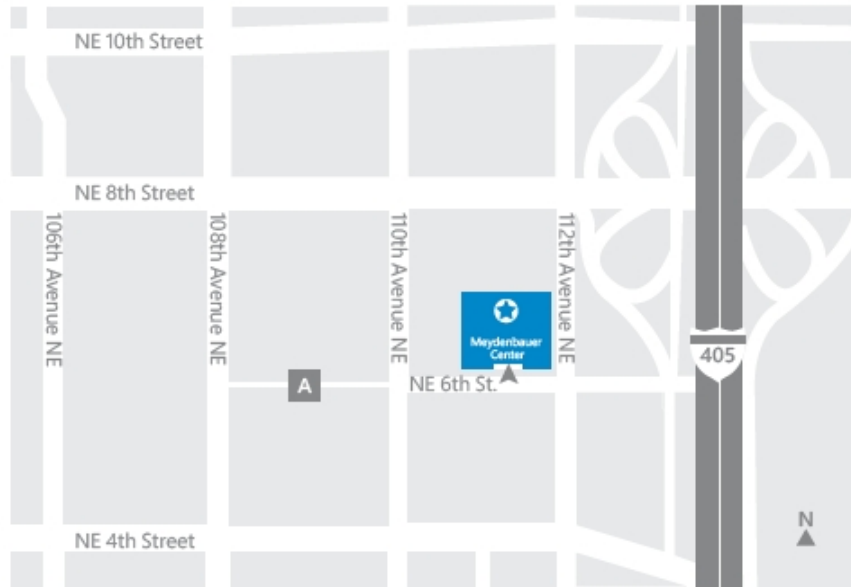 NE 10th Street
NE 8th Street
106th Avenue NE
108th Avenue NE
110th Avenue NE
112th Avenue NE
Meydenbauer
Center
405
A
NE 6th St.
N
NE 4th Street